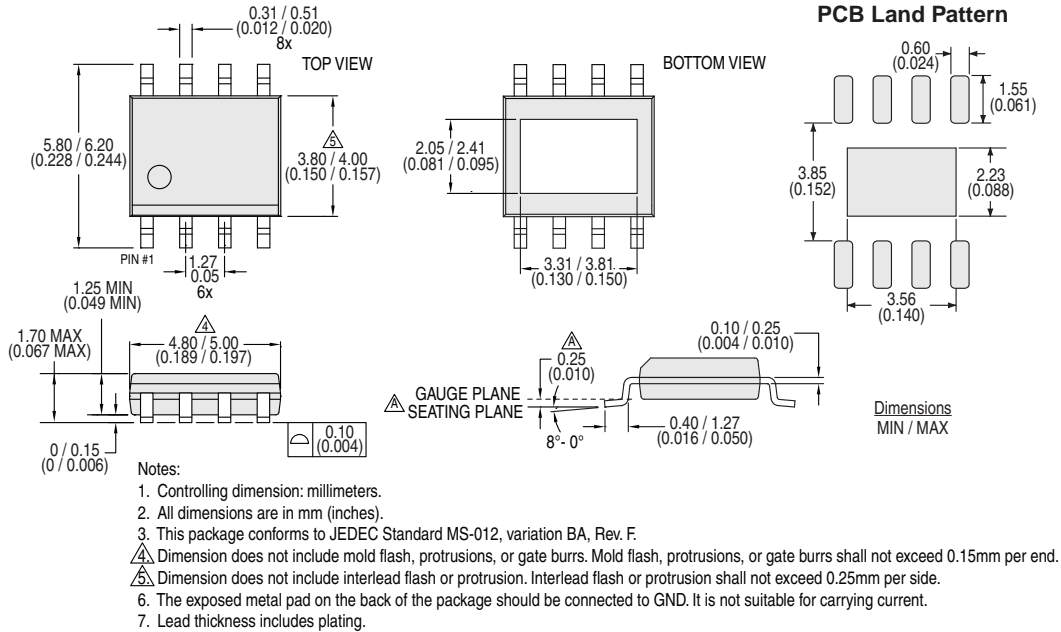 PCB Land Pattern
0.31 / 0.51
(0.012 / 0.020)
8x
TOP VIEW
5.80 / 6.20
(0.228 / 0.244)
5
3.80 / 4.00
(0.150 / 0.157)
PIN #1
1.27
0.05
6x
BOTTOM VIEW
2.05 / 2.41
(0.081 / 0.095)
3.31 / 3.81
(0.130 / 0.150)
0.60
(0.024)
1.55
(0.061)
3.85
(0.152)
2.23
(0.088)
3.56
(0.140)
1.25 MIN
(0.049 MIN)
1.70 MAX
(0.067 MAX)
4
4.80 / 5.00
(0.189 / 0.197)
0 / 0.15
(0 / 0.006)
0.10
(0.004)
A
0.25
(0.010)
A GAUGE PLANE
SEATING PLANE
8°- 0°
0.10 / 0.25
(0.004 / 0.010)
0.40 / 1.27
(0.016 / 0.050)
Dimensions
MIN / MAX
Notes:
1. Controlling dimension: millimeters.
2. All dimensions are in mm (inches).
3. This package conforms to JEDEC Standard MS-012, variation BA, Rev. F.
4. Dimension does not include mold flash, protrusions, or gate burrs. Mold flash, protrusions, or gate burrs shall not exceed 0.15mm per end.
5. Dimension does not include interlead flash or protrusion. Interlead flash or protrusion shall not exceed 0.25mm per side.
6. The exposed metal pad on the back of the package should be connected to GND. It is not suitable for carrying current.
7. Lead thickness includes plating.